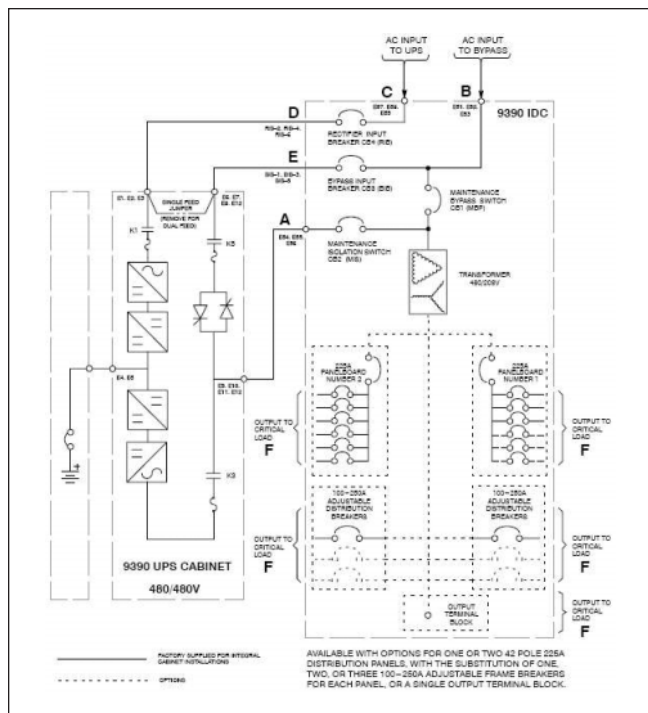 AC INPUT
TO UPS
AC INPUT
TO BYPASS
C
B
9390 IDC
D
RECTIFIER INPUT
BREAKER CB4 (RIB)
E
BYPASS INPUT
BREAKER CB3 (BIB)
MAINTENANCE
BYPASS SWITCH
CB1 (MBP)
SINGLE FEED
JUMPER
(REMOVE FOR
DUAL FEED)
A
K1
K5
MAINTENANCE
ISOLATION SWITCH
CB2 (MIS)
TRANSFORMER
480/208V
225A
PANELBOARD
NUMBER 2
225A
PANELBOARD
NUMBER 1
OUTPUT TO
CRITICAL
LOAD
F
OUTPUT TO
CRITICAL
LOAD
F
K3
100-250A
ADJUSTABLE
DISTRIBUTION
BREAKERS
100-250A
ADJUSTABLE
DISTRIBUTION
BREAKERS
OUTPUT TO
CRITICAL
LOAD
F
OUTPUT TO
CRITICAL
LOAD
F
9390 UPS CABINET
480/480V
OUTPUT
TERMINAL
BLOCK
OUTPUT TO
CRITICAL
LOAD
F
FACTORY SUPPLIED FOR INTEGRAL
CABINET INSTALLATIONS
OPTIONS
AVAILABLE WITH OPTIONS FOR ONE OR TWO 42 POLE 225A
DISTRIBUTION PANELS, WITH THE SUBSTITUTION OF ONE,
TWO, OR THREE 100-250A ADJUSTABLE FRAME BREAKERS
FOR EACH PANEL, OR A SINGLE OUTPUT TERMINAL BLOCK.